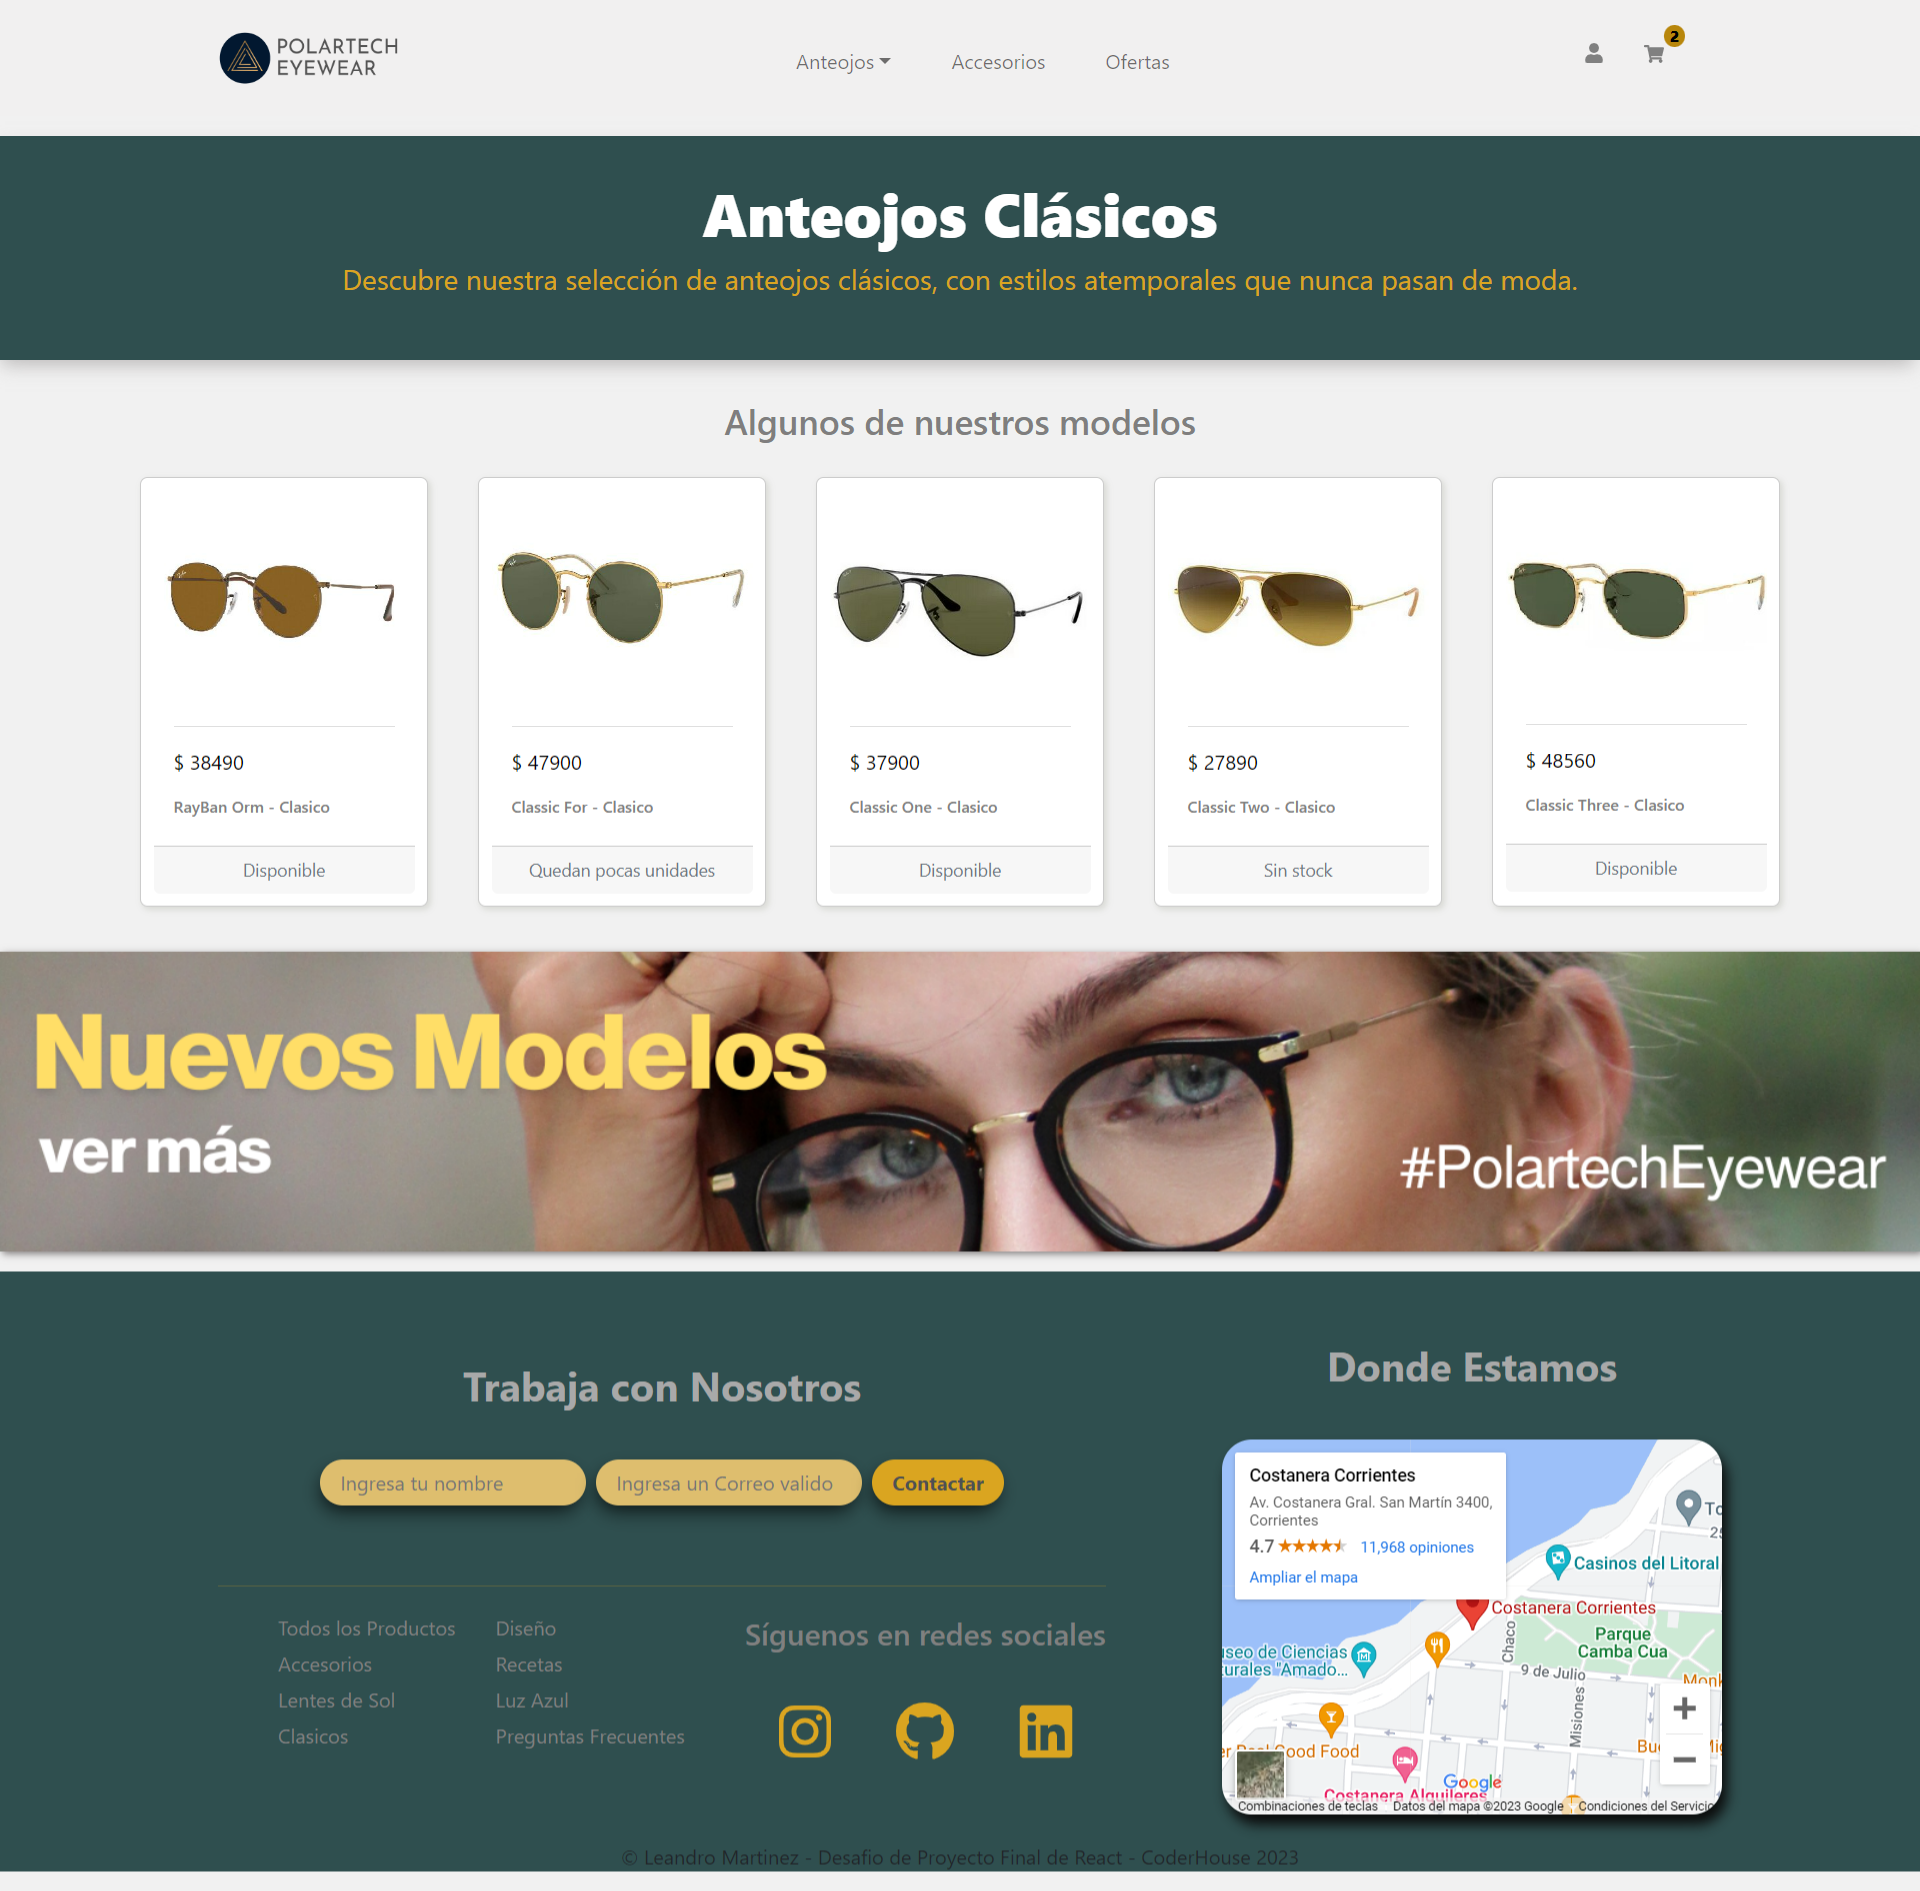 POLARTECH
EYEWEAR
Anteojos
Accesorios
Ofertas
2
Anteojos Clásicos
Descubre nuestra selección de anteojos clásicos, con estilos atemporales que nunca pasan de moda.
Algunos de nuestros modelos
$ 38490
RayBan Orm - Clasico
Disponible
$ 47900
Classic For - Clasico
Quedan pocas unidades
$ 37900
Classic One - Clasico
Disponible
$ 27890
Classic Two - Clasico
Sin stock
$ 48560
Classic Three - Clasico
Disponible
Nuevos Modelos
ver más
#PolartechEyewear
Trabaja con Nosotros
Ingresa tu nombre
Ingresa un Correo valido
Contactar
Todos los Productos
Accesorios
Lentes de Sol
Clasicos
Diseño
Recetas
Luz Azul
Preguntas Frecuentes
Síguenos en redes sociales
Donde Estamos
Costanera Corrientes
Av. Costanera Gral. San Martín 3400,
Corrientes
4.7
11,968 opiniones
Ampliar el mapa
Casinos del Litoral
Costanera Corrientes
Parque
Camba Cua
Chaco
9 de Julio
Misiones
de Ciencias
"Amado...
Good Food
Costanera Alquileres
Google
Combinaciones de teclas
Datos del mapa ©2023 Google
Condiciones del Servicio
© Leandro Martinez - Desafio de Proyecto Final de React - CoderHouse 2023